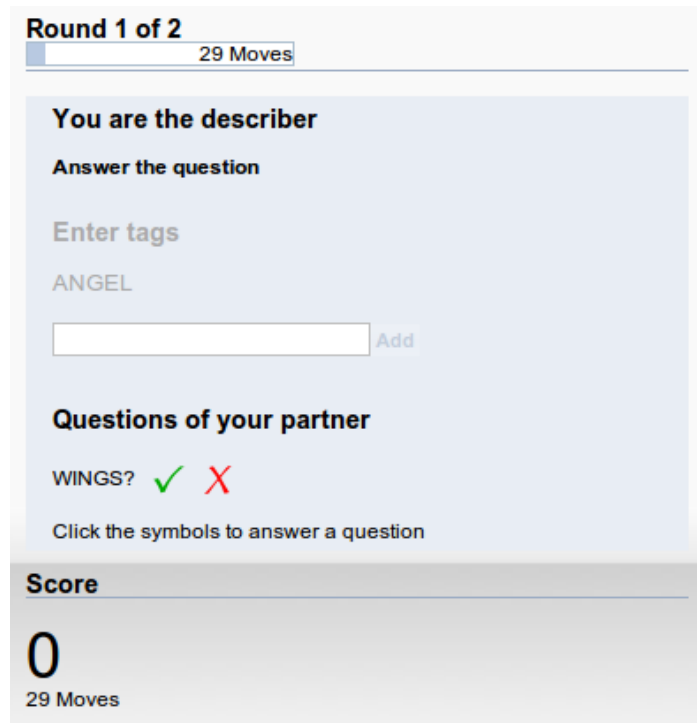 Round 1 of 2
29 Moves
You are the describer
Answer the question
Enter tags
ANGEL
Add
Questions of your partner
WINGS?
Click the symbols to answer a question
Score
0
29 Moves